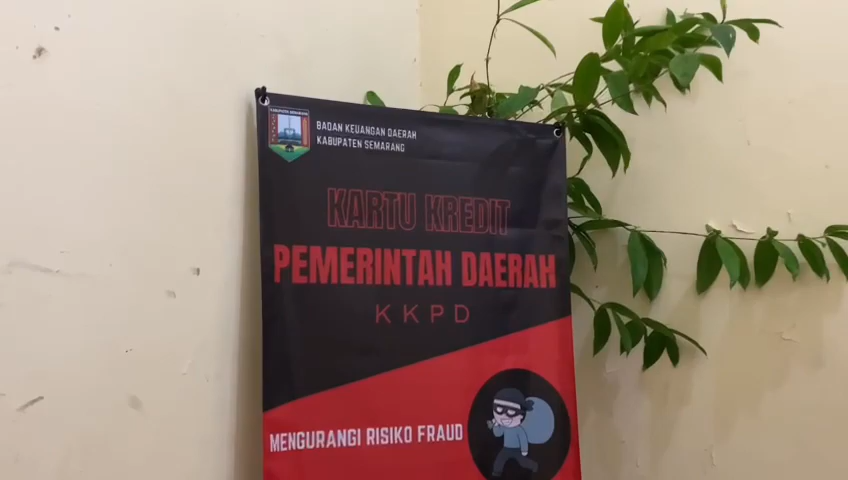 BADAN KEUANGAN DAERAH
KABUPATEN SEMARANG
KARTU KREDIT
PEMERINTAH DAERAH
KKPD
MENGURANGI RISIKO FRAUD